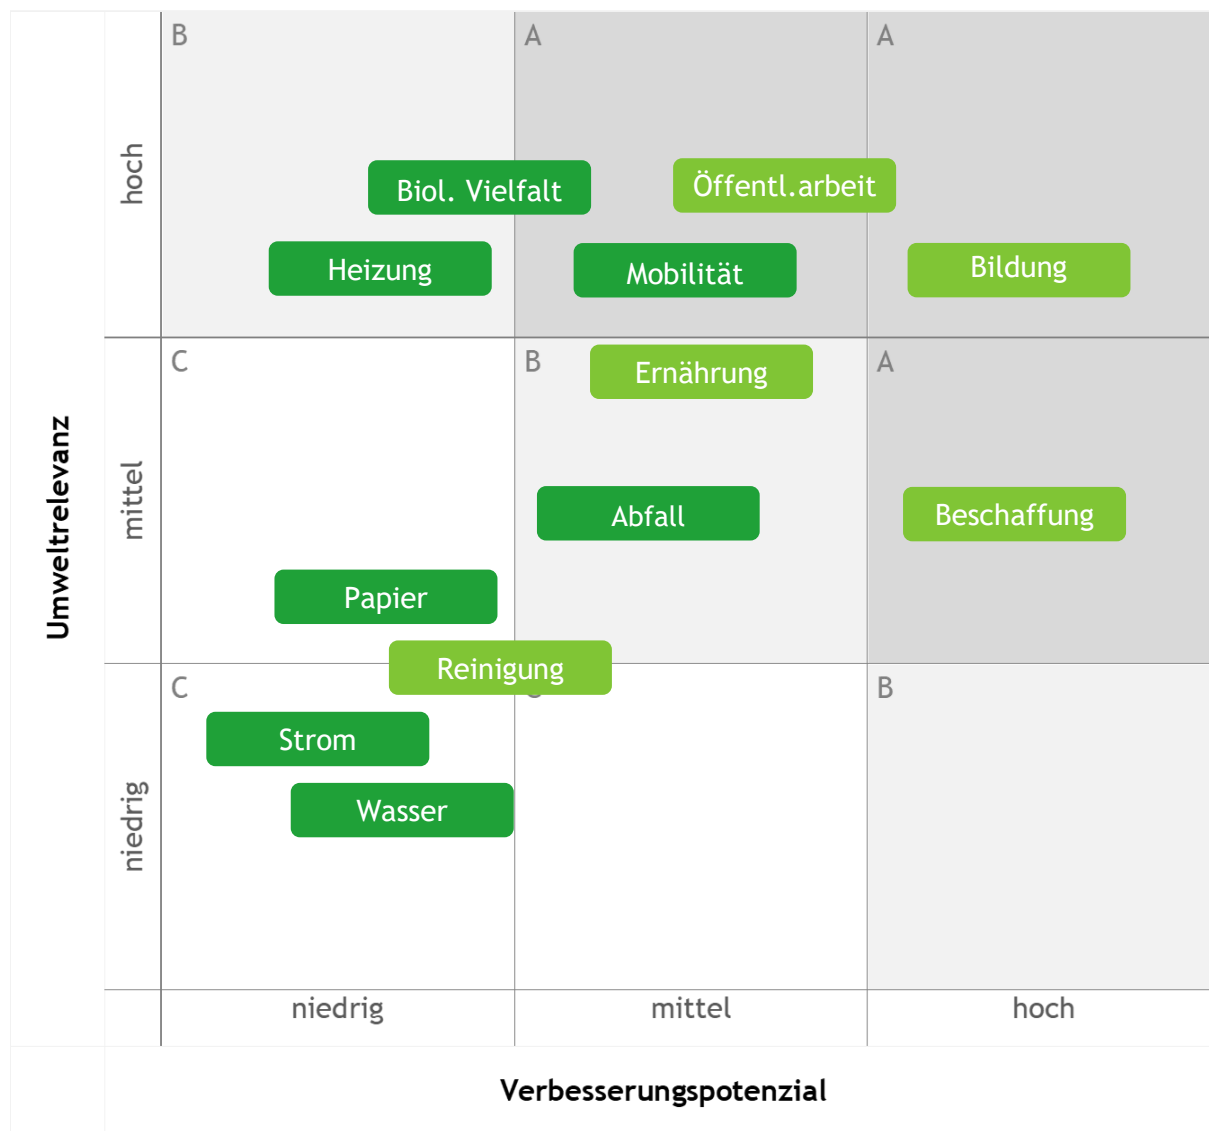 B
A
A
hoch
Biol. Vielfalt
Öffentl.arbeit
Heizung
Mobilität
Bildung
C
B
A
Ernährung
Umweltrelevanz
mittel
Abfall
Beschaffung
Papier
Reinigung
C
B
Strom
niedrig
Wasser
niedrig
mittel
hoch
Verbesserungspotenzial